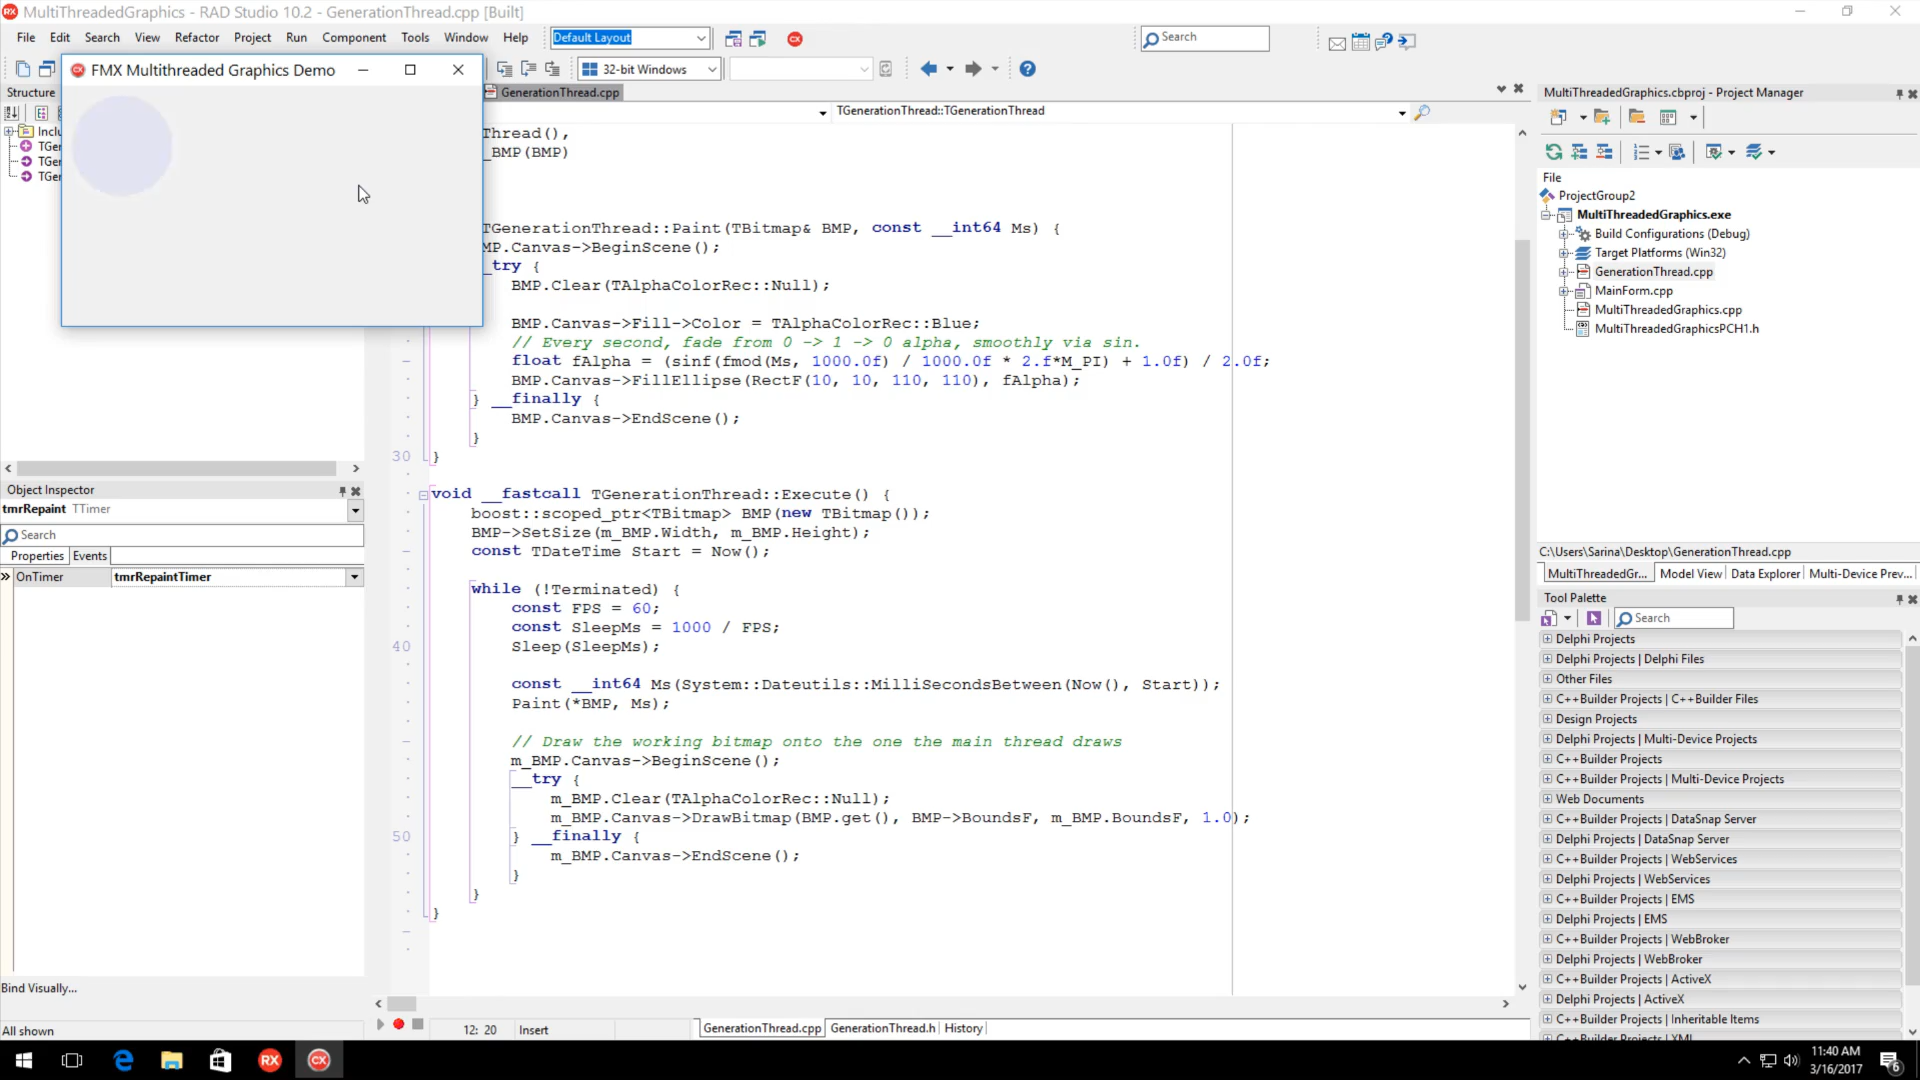 MultiThreadedGraphics - RAD Studio 10.2 - GenerationThread.cpp [Built]
File Edit Search View Refactor Project Run Component Tools Window Help
Default Layout
Search
FMX Multithreaded Graphics Demo
32-bit Windows
Structure
GenerationThread.cpp
TGenerationThread::TGenerationThread
Inclu
TGe
TGe
TGe
Thread(),
_BMP(BMP)
TGenerationThread::Paint(TBitmap& BMP, const __int64 Ms) {
MP.Canvas->BeginScene();
_try {
BMP.Clear(TAlphaColorRec::Null);
BMP.Canvas->Fill->Color = TAlphaColorRec::Blue;
// Every second, fade from 0 -> 1 -> 0 alpha, smoothly via sin.
float fAlpha = (sinf(fmod(Ms, 1000.0f) / 1000.0f * 2.f*M_PI) + 1.0f) / 2.0f;
BMP.Canvas->FillEllipse(RectF(10, 10, 110, 110), fAlpha);
} __finally {
BMP.Canvas->EndScene();
}
30 }
void __fastcall TGenerationThread::Execute() {
boost::scoped_ptr<TBitmap> BMP(new TBitmap());
BMP->SetSize(m_BMP.Width, m_BMP.Height);
const TDateTime Start = Now();
while (!Terminated) {
const FPS = 60;
const SleepMs = 1000 / FPS;
40 Sleep(SleepMs);
const __int64 Ms(System::Dateutils::MilliSecondsBetween(Now(), Start));
Paint(*BMP, Ms);
// Draw the working bitmap onto the one the main thread draws
m_BMP.Canvas->BeginScene();
__try {
m_BMP.Clear(TAlphaColorRec::Null);
m_BMP.Canvas->DrawBitmap(BMP.get(), BMP->BoundsF, m_BMP.BoundsF, 1.0);
50 } __finally {
m_BMP.Canvas->EndScene();
}
}
}
Object Inspector
tmrRepaint TTimer
Search
Properties Events
OnTimer tmrRepaintTimer
Bind Visually...
All shown
12: 20 Insert
GenerationThread.cpp GenerationThread.h History
MultiThreadedGraphics.cbproj - Project Manager
File
ProjectGroup2
MultiThreadedGraphics.exe
Build Configurations (Debug)
Target Platforms (Win32)
GenerationThread.cpp
MainForm.cpp
MultiThreadedGraphics.cpp
MultiThreadedGraphicsPCH1.h
C:\Users\Sarina\Desktop\GenerationThread.cpp
MultiThreadedGr... Model View Data Explorer Multi-Device Prev...
Tool Palette
Search
Delphi Projects
Delphi Projects | Delphi Files
Other Files
C++Builder Projects | C++Builder Files
Design Projects
Delphi Projects | Multi-Device Projects
C++Builder Projects
C++Builder Projects | Multi-Device Projects
Web Documents
C++Builder Projects | DataSnap Server
Delphi Projects | DataSnap Server
C++Builder Projects | WebServices
Delphi Projects | WebServices
C++Builder Projects | EMS
Delphi Projects | EMS
C++Builder Projects | WebBroker
Delphi Projects | WebBroker
C++Builder Projects | ActiveX
Delphi Projects | ActiveX
C++Builder Projects | Inheritable Items
C++Builder Projects | XML
RX
CX
11:40 AM
3/16/2017
6